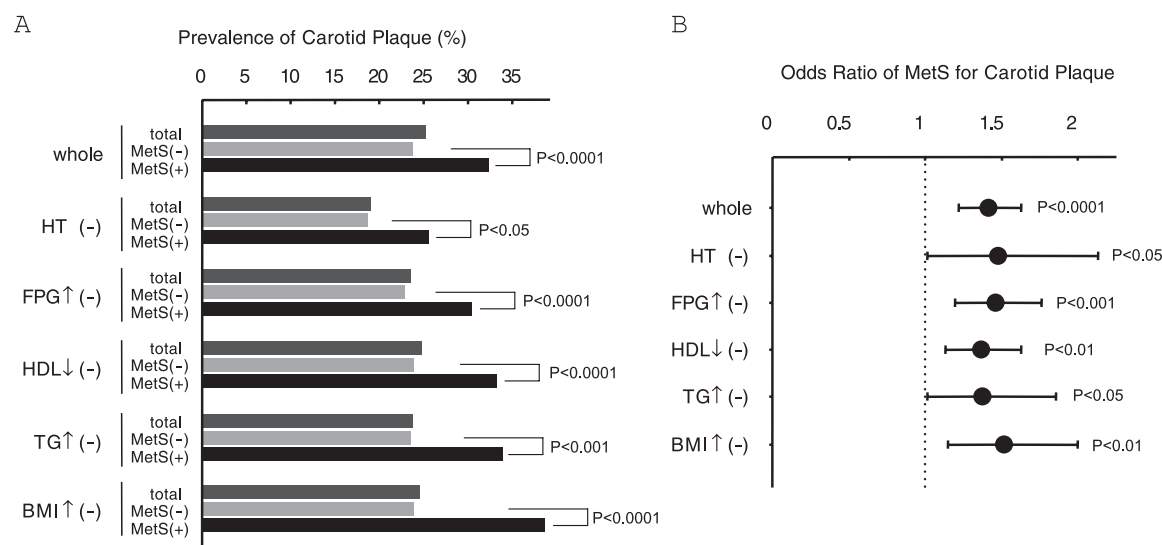 A
Prevalence of Carotid Plaque (%)
0 5 10 15 20 25 30 35
whole
total
MetS(-)
MetS(+)
P<0.0001
HT (-)
total
MetS(-)
MetS(+)
P<0.05
FPG↑ (-)
total
MetS(-)
MetS(+)
P<0.0001
HDL↓ (-)
total
MetS(-)
MetS(+)
P<0.0001
TG↑ (-)
total
MetS(-)
MetS(+)
P<0.001
BMI↑ (-)
total
MetS(-)
MetS(+)
P<0.0001
B
Odds Ratio of MetS for Carotid Plaque
0 0.5 1 1.5 2
whole P<0.0001
HT (-) P<0.05
FPG↑ (-) P<0.001
HDL↓ (-) P<0.01
TG↑ (-) P<0.05
BMI↑ (-) P<0.01